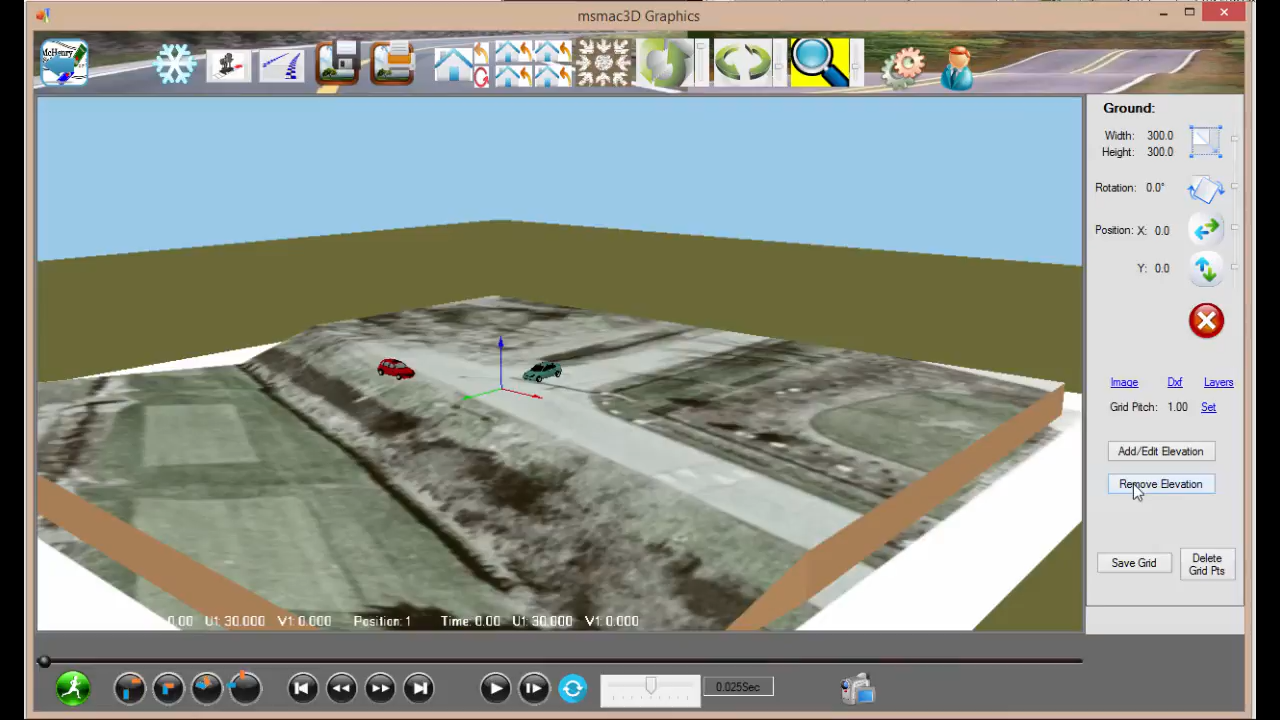 msmac3D Graphics
McHenry
Ground:
Width: 300.0
Height: 300.0
Rotation: 0.0°
Position: X: 0.0
Y: 0.0
Image Dxf Layers
Grid Pitch: 1.00 Set
Add/Edit Elevation
Remove Elevation
Save Grid
Delete
Grid Pts
0.00 U1: 30.000 V1: 0.000 Position: 1 Time: 0.00 U1: 30.000 V1: 0.000
0.025Sec